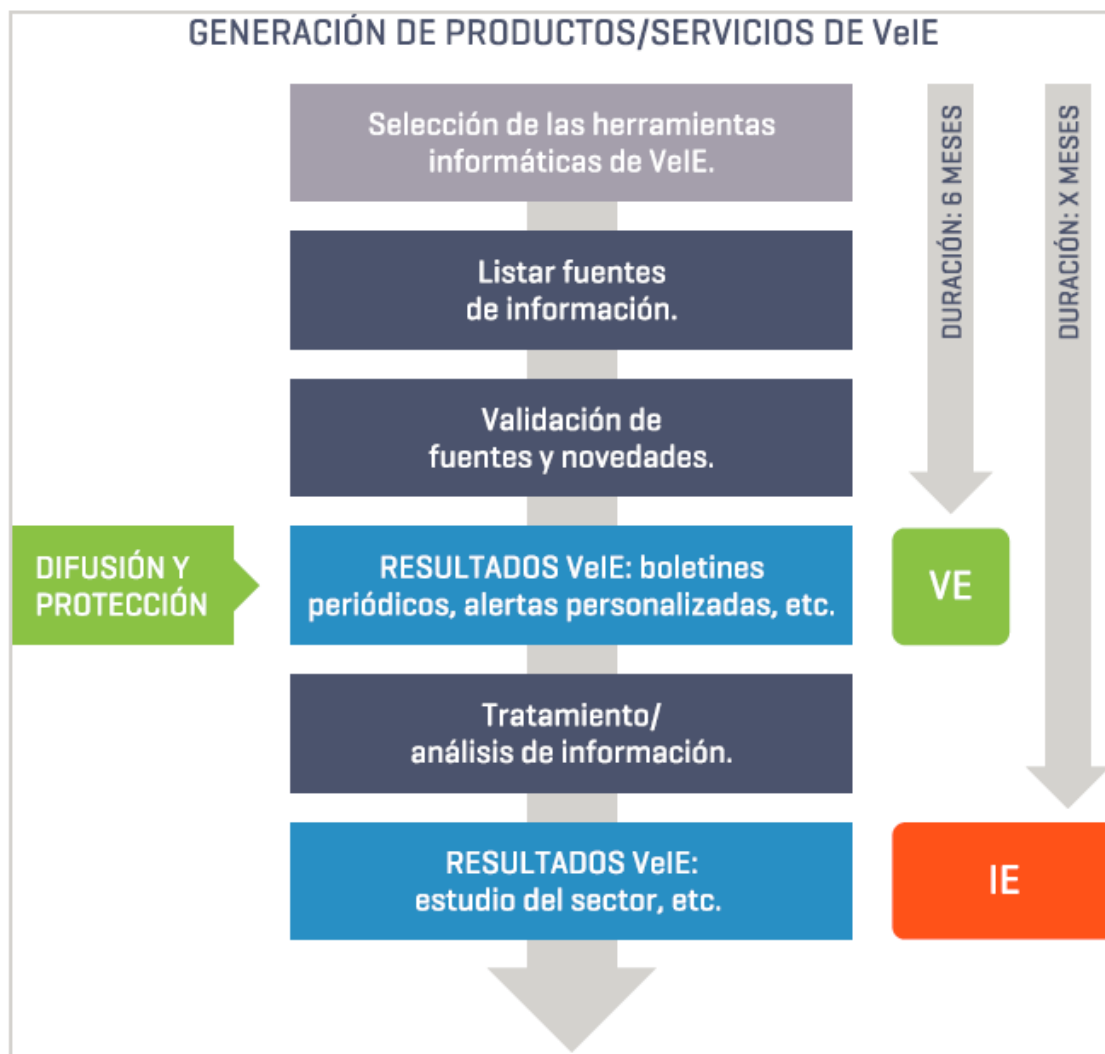 GENERACIÓN DE PRODUCTOS/SERVICIOS DE VeIE
Selección de las herramientas
informáticas de VeIE.
Listar fuentes
de información.
Validación de
fuentes y novedades.
DIFUSIÓN Y
PROTECCIÓN
RESULTADOS VeIE: boletines
periódicos, alertas personalizadas, etc.
Tratamiento/
análisis de información.
RESULTADOS VeIE:
estudio del sector, etc.
DURACIÓN: 6 MESES
VE
DURACIÓN: X MESES
IE